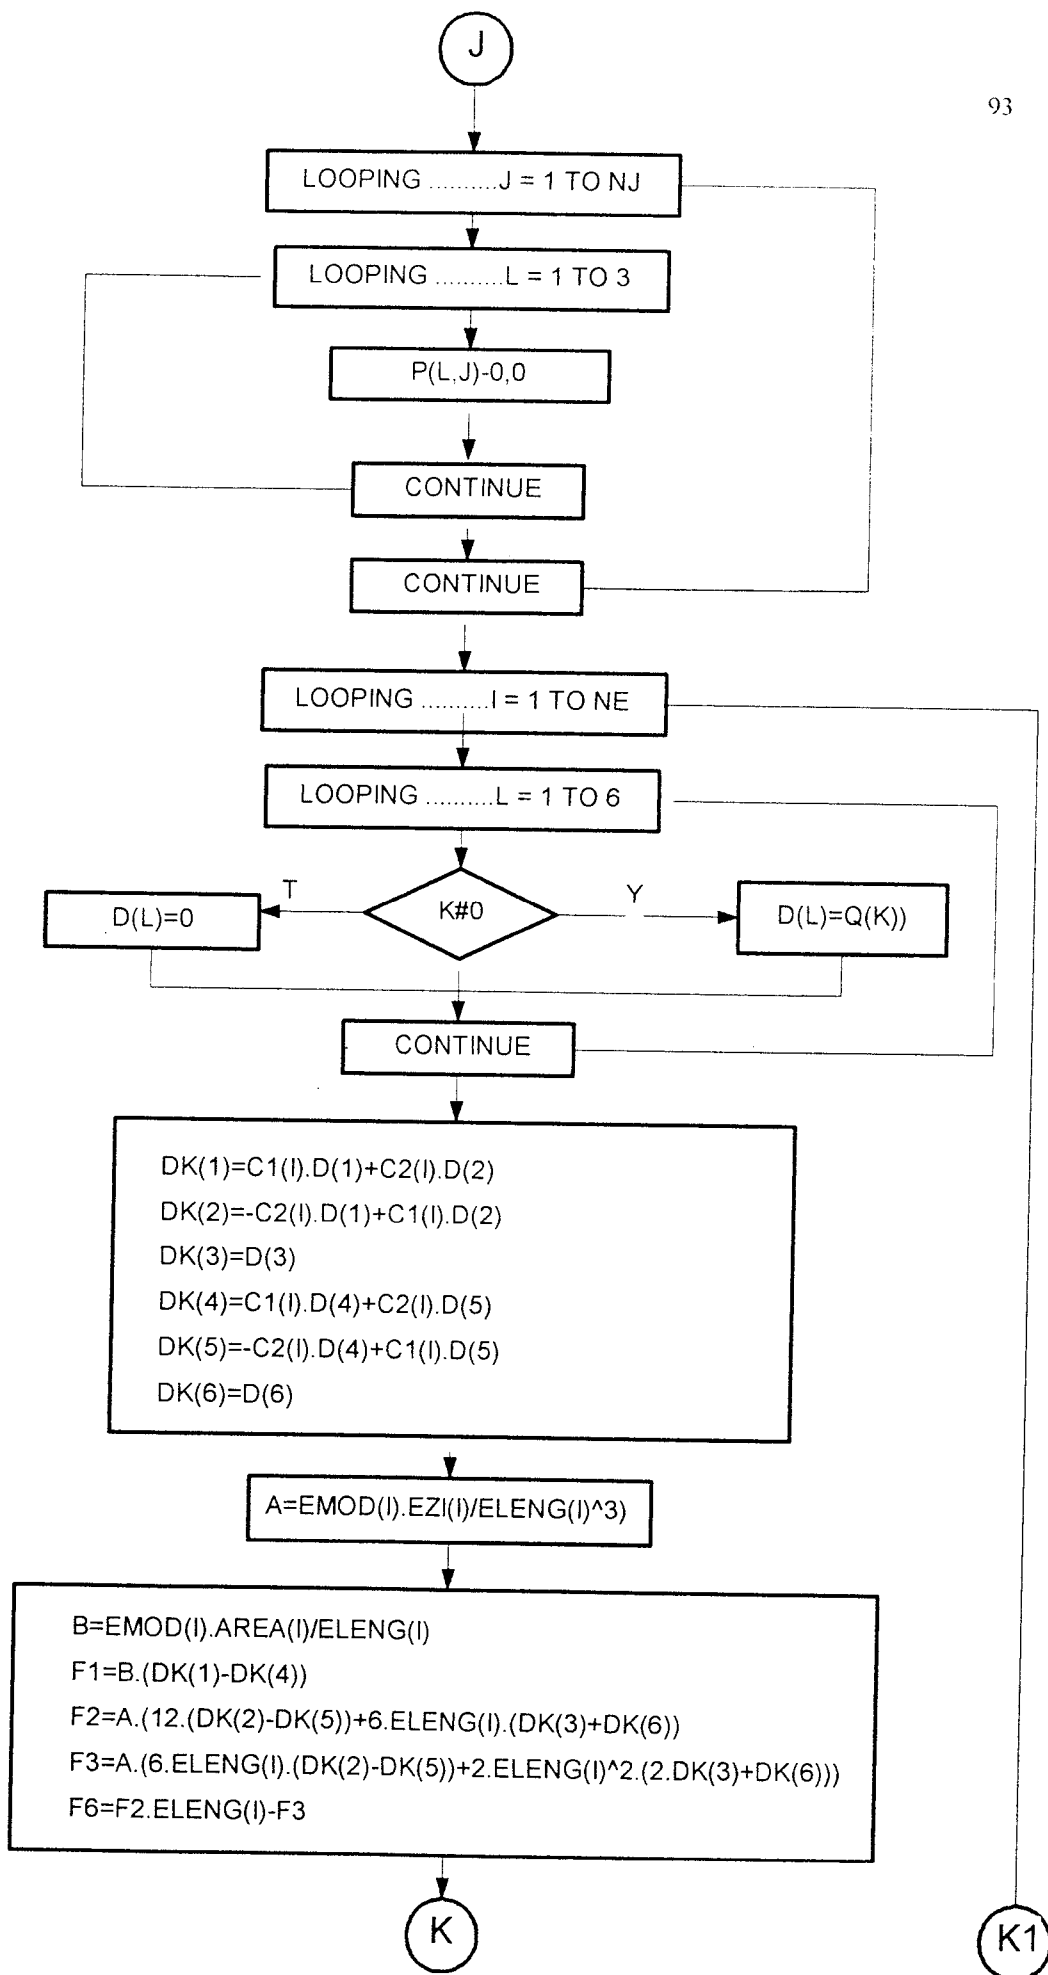 J
93
LOOPING ..........J = 1 TO NJ
LOOPING ..........L = 1 TO 3
P(L,J)-0,0
CONTINUE
CONTINUE
LOOPING ..........I = 1 TO NE
LOOPING ..........L = 1 TO 6
T
K#0
Y
D(L)=0
D(L)=Q(K))
CONTINUE
DK(1)=C1(I).D(1)+C2(I).D(2)
DK(2)=-C2(I).D(1)+C1(I).D(2)
DK(3)=D(3)
DK(4)=C1(I).D(4)+C2(I).D(5)
DK(5)=-C2(I).D(4)+C1(I).D(5)
DK(6)=D(6)
A=EMOD(I).EZI(I)/ELENG(I)^3)
B=EMOD(I).AREA(I)/ELENG(I)
F1=B.(DK(1)-DK(4))
F2=A.(12.(DK(2)-DK(5))+6.ELENG(I).(DK(3)+DK(6))
F3=A.(6.ELENG(I).(DK(2)-DK(5))+2.ELENG(I)^2.(2.DK(3)+DK(6)))
F6=F2.ELENG(I)-F3
K
K1